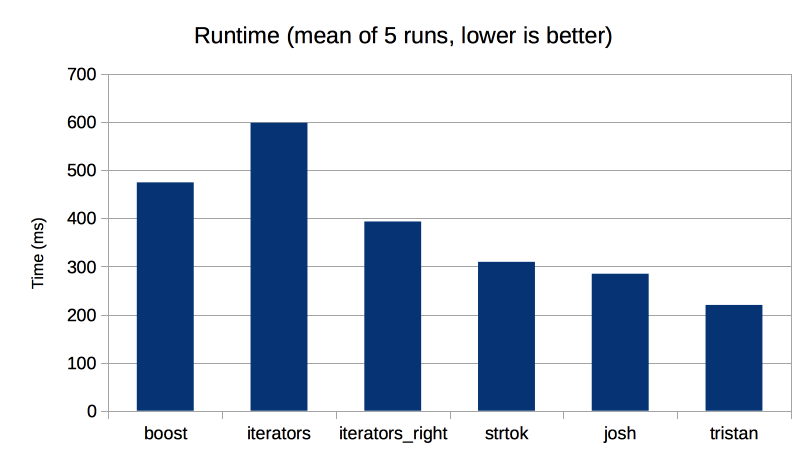 Runtime (mean of 5 runs, lower is better)
700
600
500
400
300
200
100
0
Time (ms)
boost iterators iterators_right strtok josh tristan